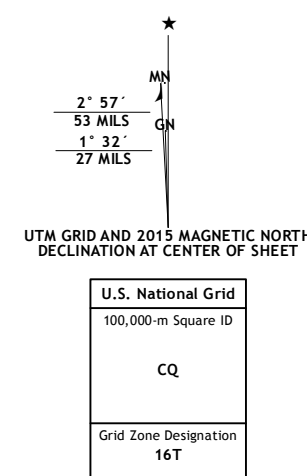 ★
MN
GN
2° 57´
53 MILS
1° 32´
27 MILS
UTM GRID AND 2015 MAGNETIC NORTH
DECLINATION AT CENTER OF SHEET
U.S. National Grid
100,000-m Square ID
CQ
Grid Zone Designation
16T